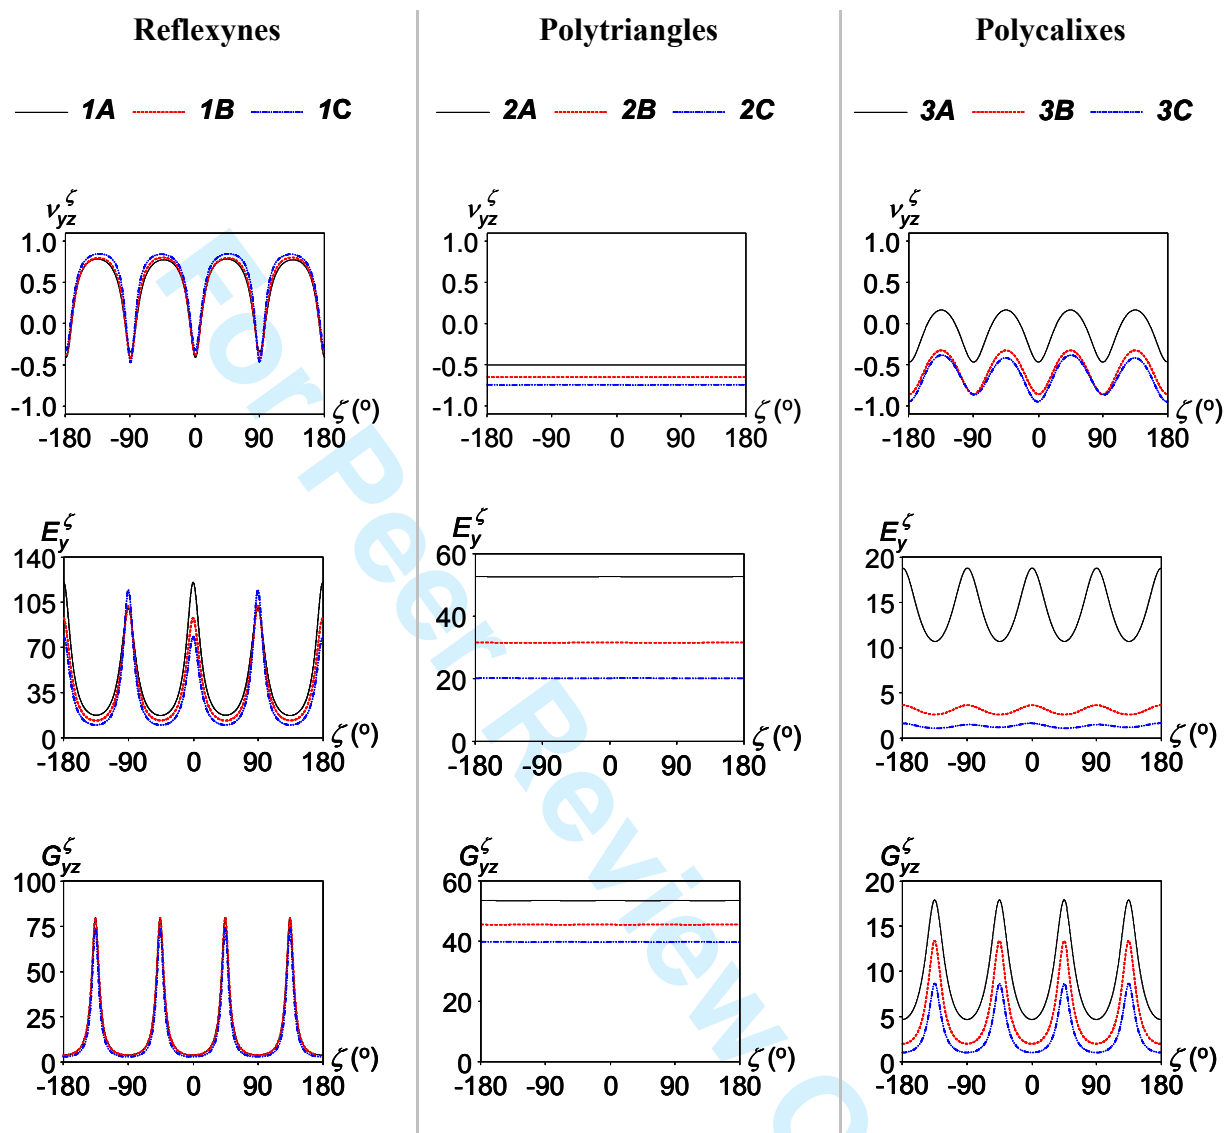 Reflexynes Polytriangles Polycalixes
1A 1B 1C 2A 2B 2C 3A 3B 3C
ν_yz^ζ ν_yz^ζ ν_yz^ζ
1.0 1.0 1.0
0.5 0.5 0.5
0.0 0.0 0.0
-0.5 -0.5 -0.5
-1.0 ζ (º) -1.0 ζ (º) -1.0 ζ (º)
-180 -90 0 90 180 -180 -90 0 90 180 -180 -90 0 90 180
E_y^ζ E_y^ζ E_y^ζ
140 60 20
105 40 15
70 20 10
35 5
0 ζ (º) 0 ζ (º) 0 ζ (º)
-180 -90 0 90 180 -180 -90 0 90 180 -180 -90 0 90 180
G_yz^ζ G_yz^ζ G_yz^ζ
100 60 20
75 40 15
50 20 10
25 5
0 ζ (º) 0 ζ (º) 0 ζ (º)
-180 -90 0 90 180 -180 -90 0 90 180 -180 -90 0 90 180
For Peer Review O